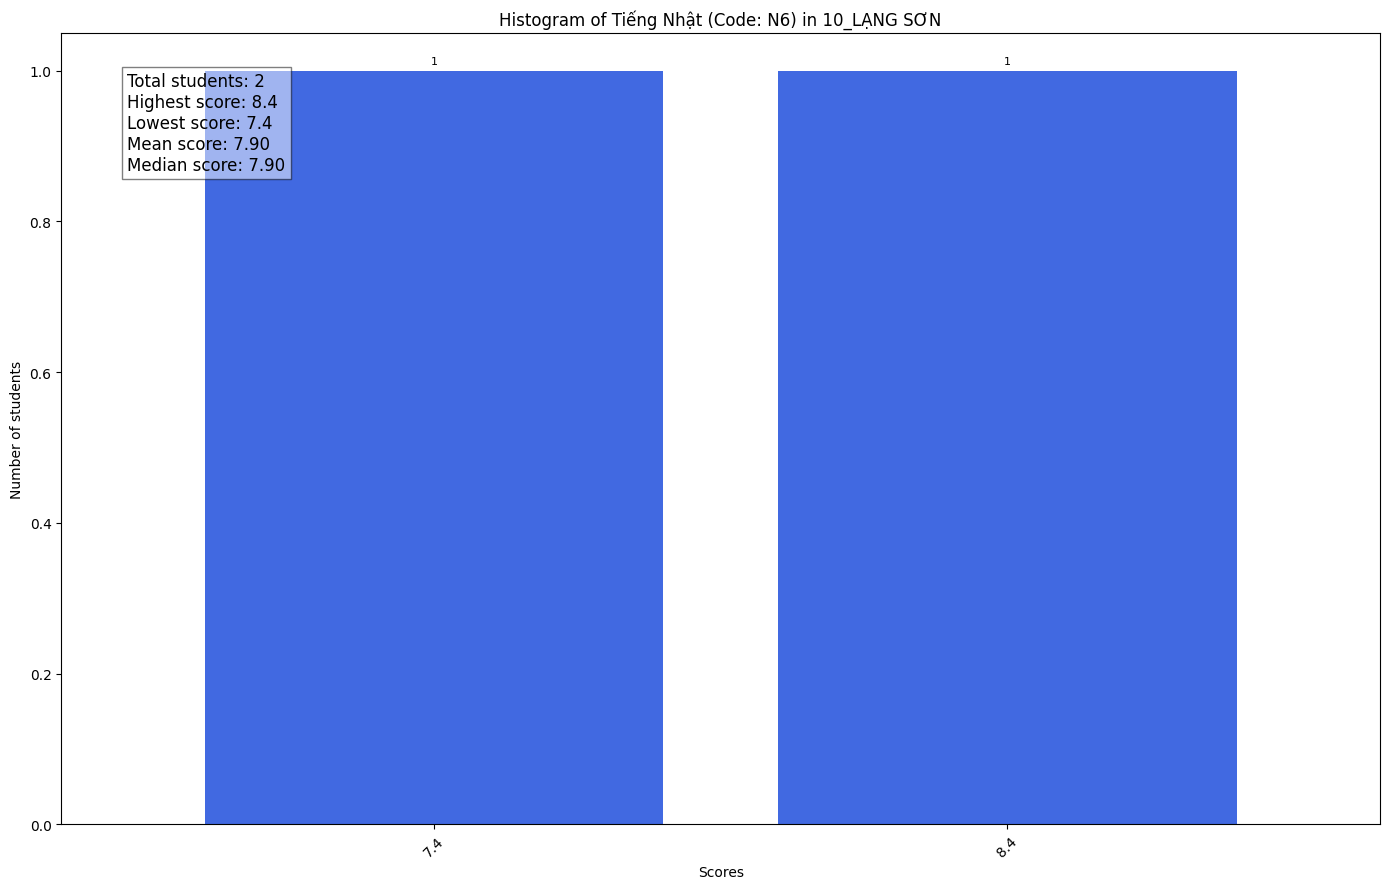 Histogram of Tiếng Nhật (Code: N6) in 10_LẠNG SƠN
1
1
1.0
Total students: 2
Highest score: 8.4
Lowest score: 7.4
Mean score: 7.90
Median score: 7.90
0.8
0.6
0.4
0.2
0.0
Number of students
7.4
8.4
Scores